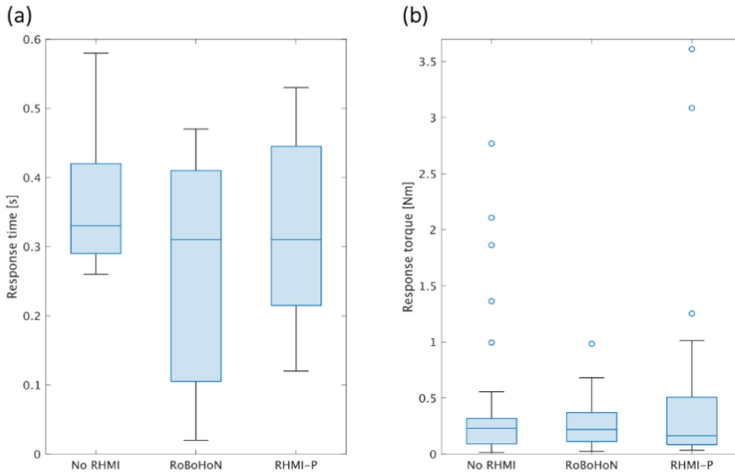 (a)
(b)
Response time [s]
0.6
0.5
0.4
0.3
0.2
0.1
0
No RHMI
RoBoHoN
RHMI-P
Response torque [Nm]
3.5
3
2.5
2
1.5
1
0.5
0
No RHMI
RoBoHoN
RHMI-P